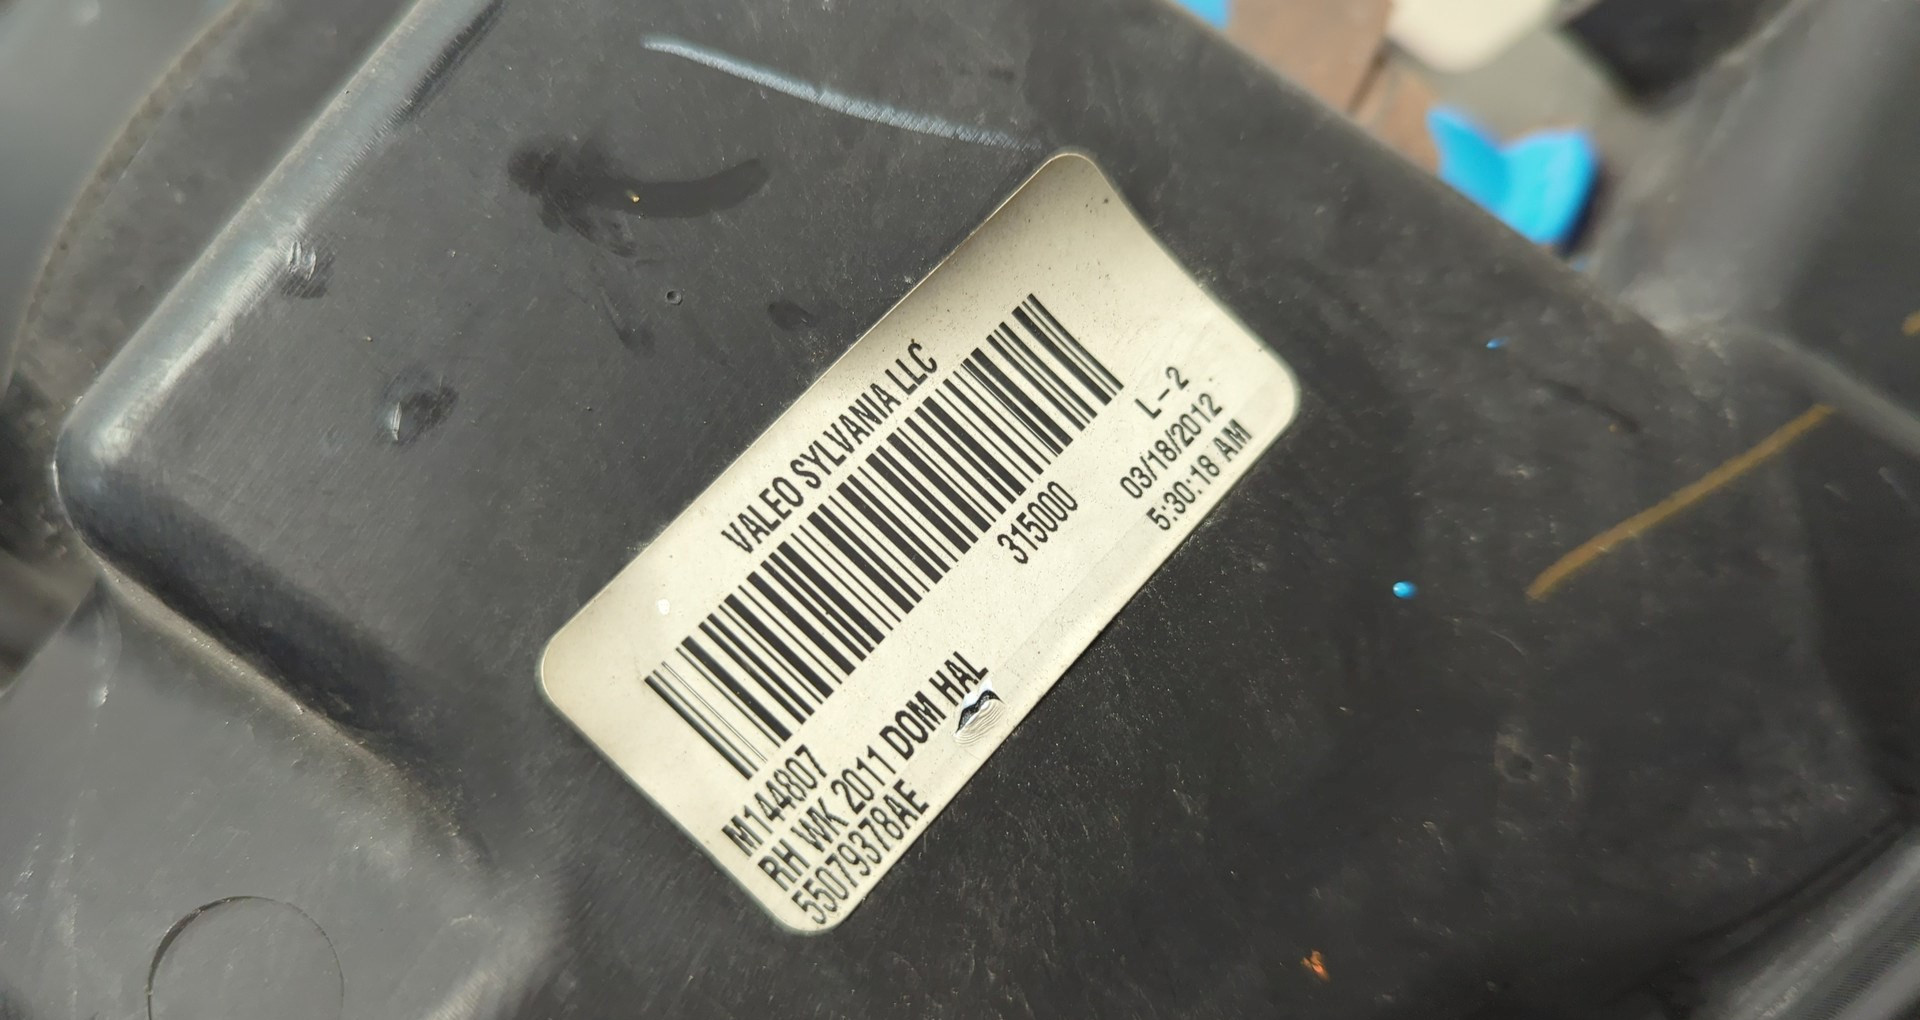 VALEO SYLVANIA LLC
M144807
315000
RH WK 2011 DOM HAL
L-2
55079378AE
03/18/2012
5:30:18 AM